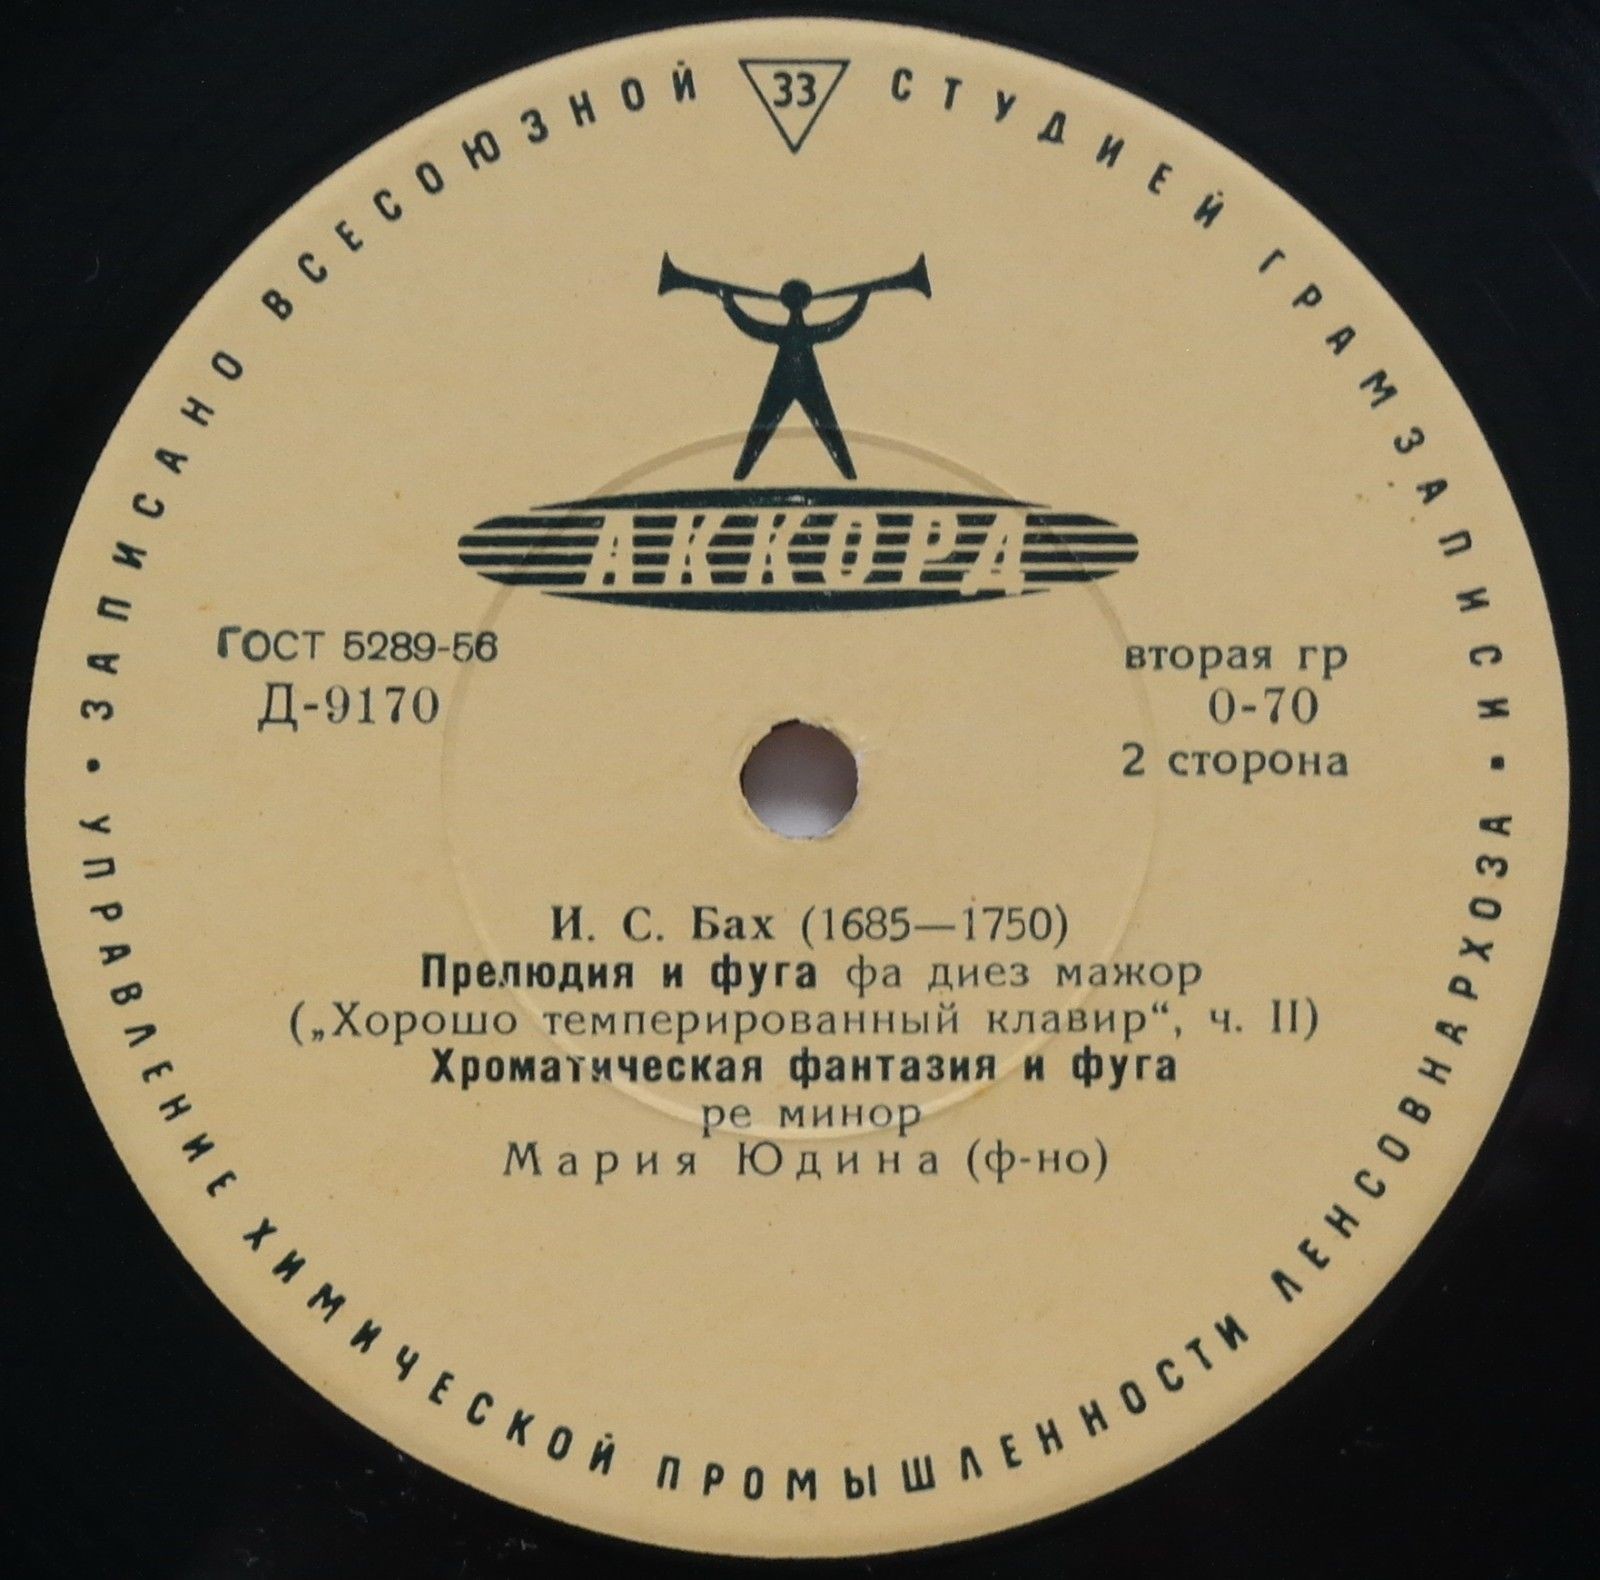 ЗАПИСАНО ВСЕСОЮЗНОЙ СТУДИЕЙ ГРАМЗАПИСИ
33
АККОРД
ГОСТ 5289-56
Д-9170
вторая гр
0-70
2 сторона
И. С. Бах (1685—1750)
Прелюдия и фуга фа диез мажор
(„Хорошо темперированный клавир“, ч. II)
Хроматическая фантазия и фуга
ре минор
Мария Юдина (ф-но)
УПРАВЛЕНИЕ ХИМИЧЕСКОЙ ПРОМЫШЛЕННОСТИ ЛЕНСОВНАРХОЗА